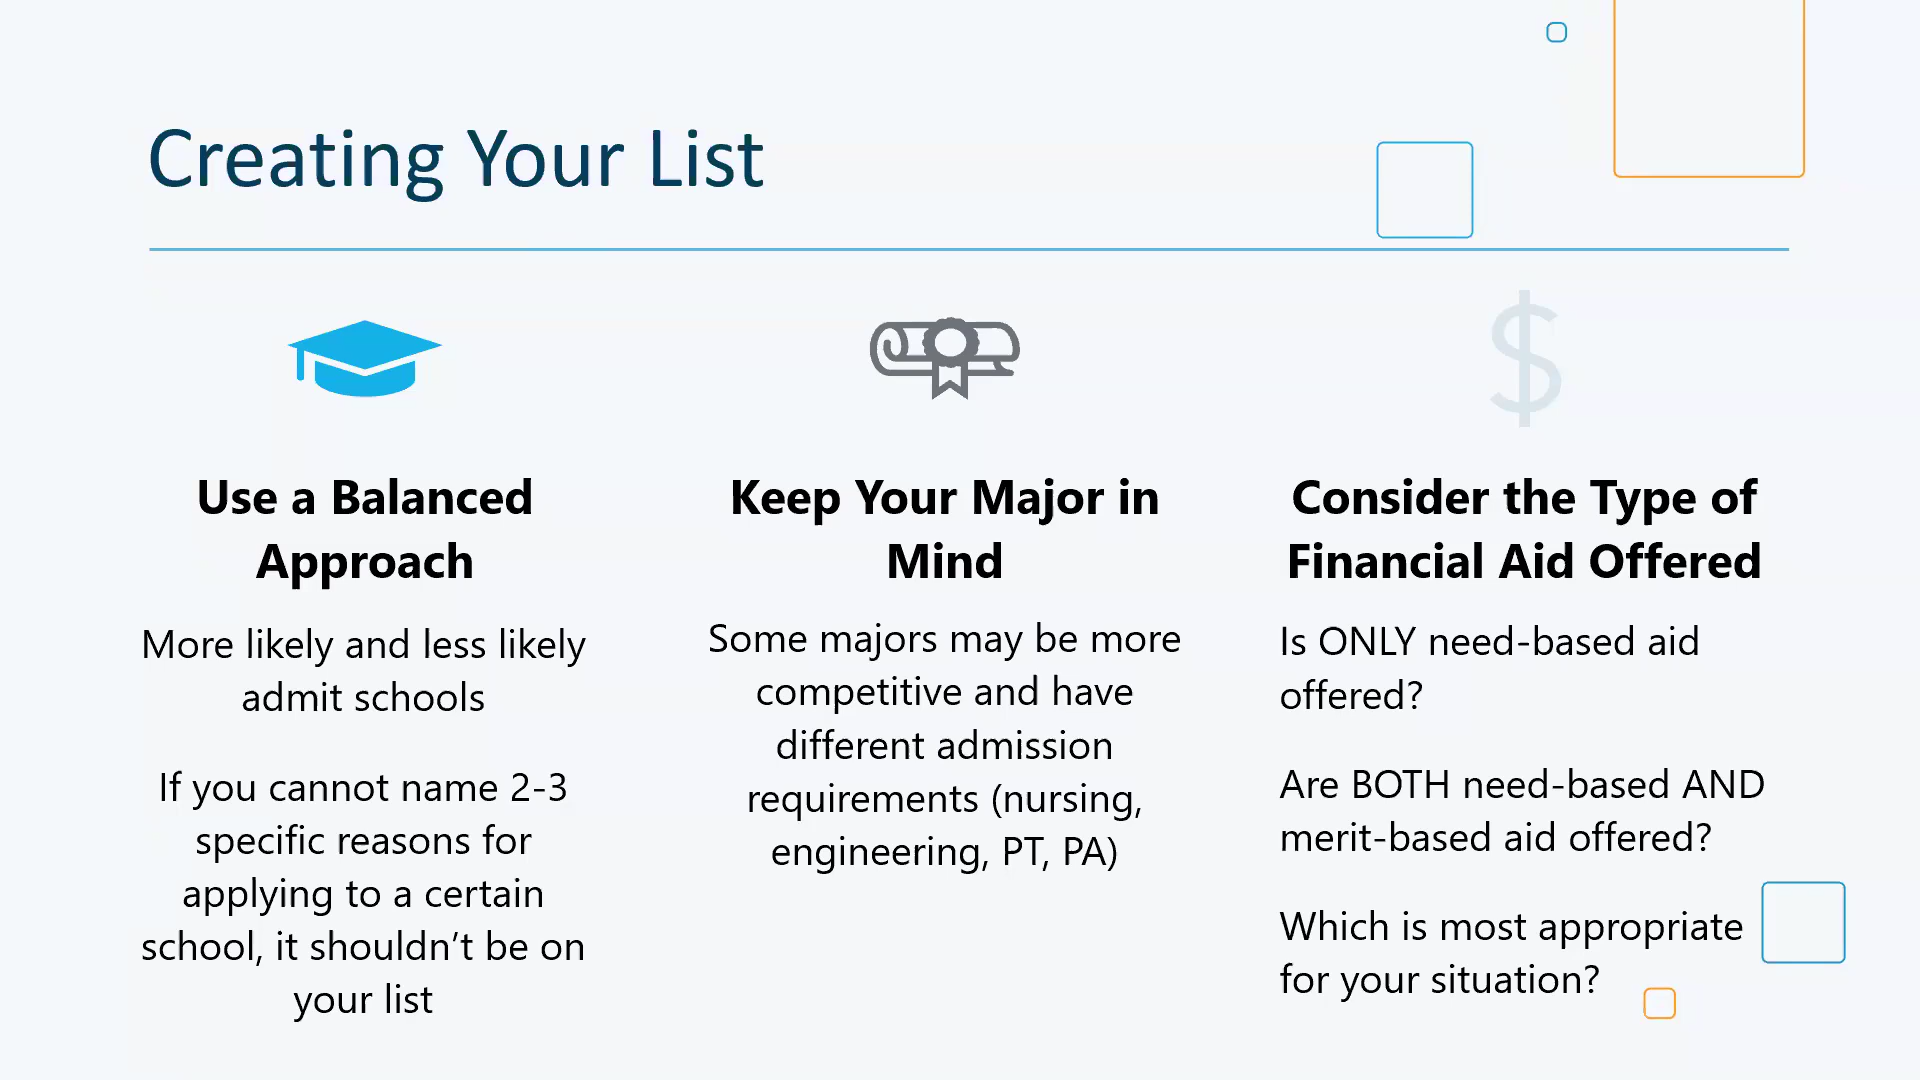 Creating Your List
Use a Balanced
Approach
More likely and less likely
admit schools
If you cannot name 2-3
specific reasons for
applying to a certain
school, it shouldn’t be on
your list
Keep Your Major in
Mind
Some majors may be more
competitive and have
different admission
requirements (nursing,
engineering, PT, PA)
Consider the Type of
Financial Aid Offered
Is ONLY need-based aid
offered?
Are BOTH need-based AND
merit-based aid offered?
Which is most appropriate
for your situation?